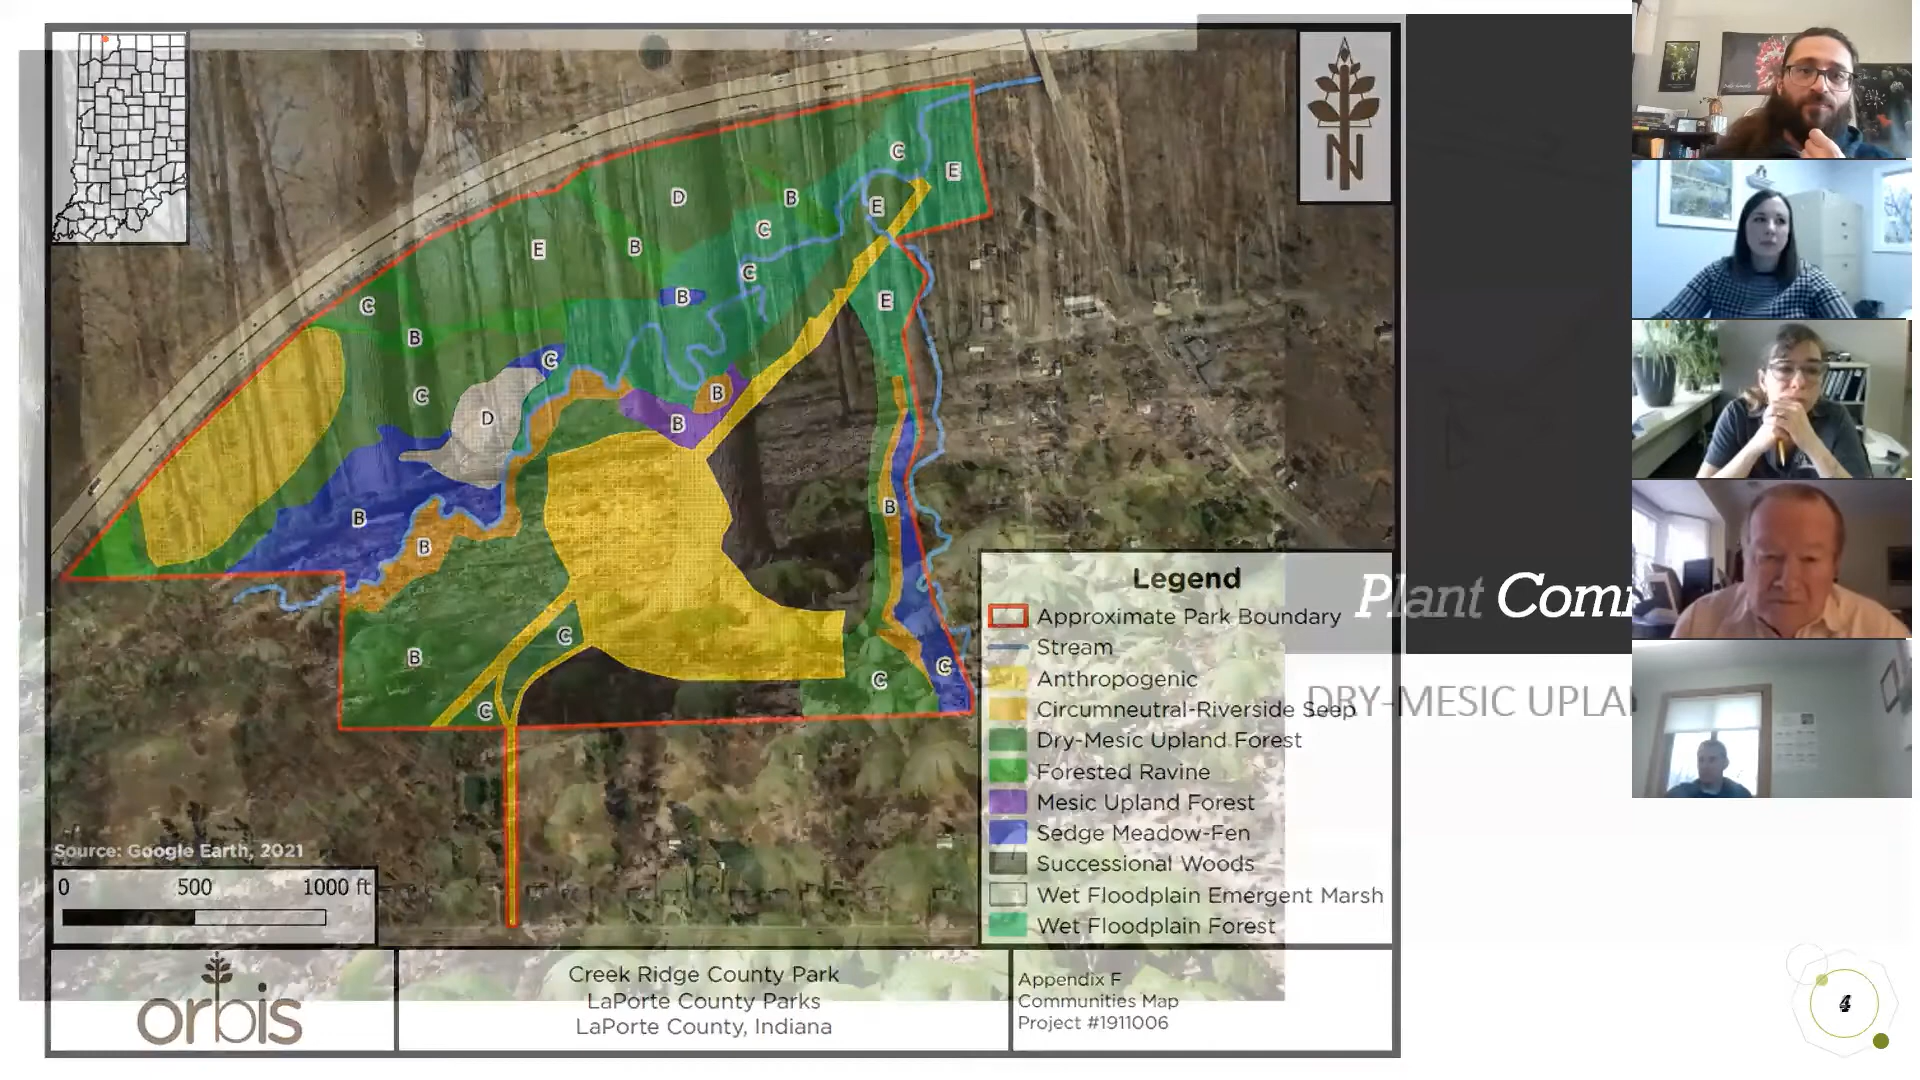 C
E
D
B
E
C
E
B
C
B
C
E
C
B
C
B
C
D
B
B
B
B
B
C
B
C
C
C
N
Legend
Approximate Park Boundary
Stream
Anthropogenic
Circumneutral-Riverside Seep
Dry-Mesic Upland Forest
Forested Ravine
Mesic Upland Forest
Sedge Meadow-Fen
Successional Woods
Wet Floodplain Emergent Marsh
Wet Floodplain Forest
Plant Comm
DRY-MESIC UPLA
Source: Google Earth, 2021
0 500 1000 ft
orbis
Creek Ridge County Park
LaPorte County Parks
LaPorte County, Indiana
Appendix F
Communities Map
Project #1911006
4